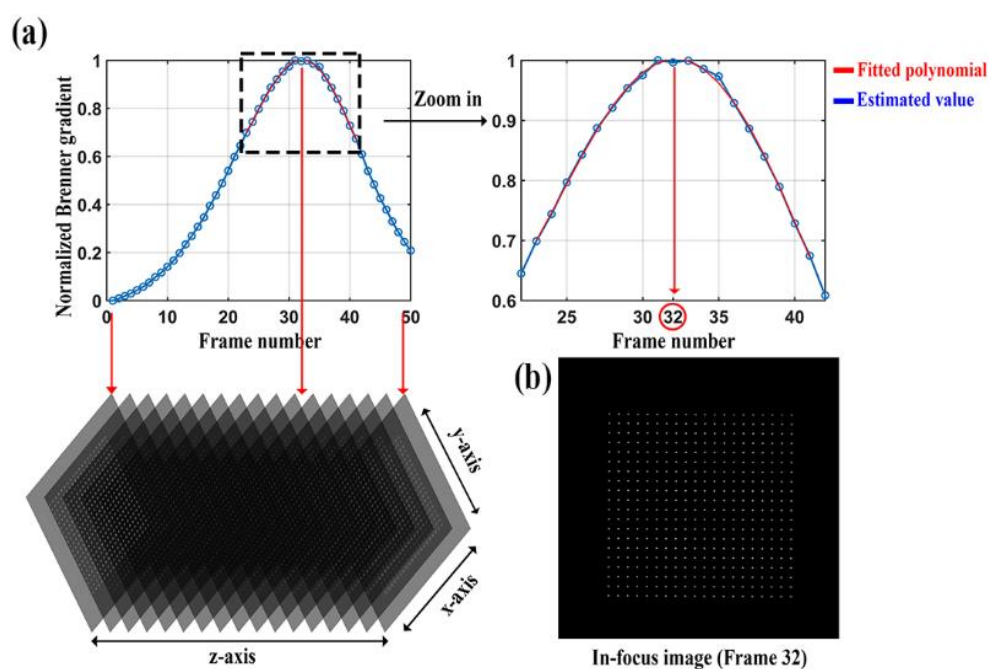 (a)
Normalized Brenner gradient
1
0.8
0.6
0.4
0.2
0
0 10 20 30 40 50
Frame number
Zoom in
1
0.9
0.8
0.7
0.6
25 30 32 35 40
Frame number
Fitted polynomial
Estimated value
y-axis
x-axis
z-axis
(b)
In-focus image (Frame 32)